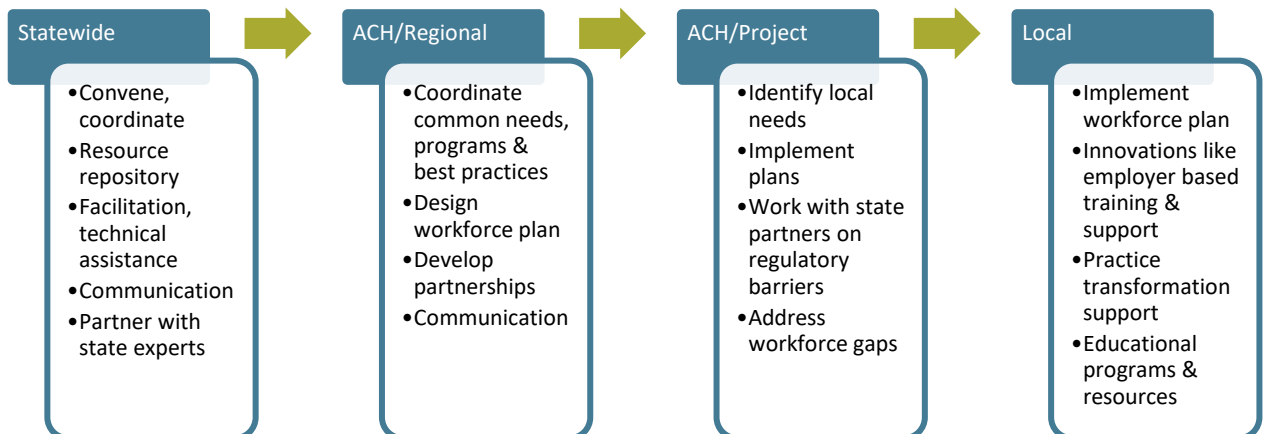 Statewide
•Convene,
coordinate
•Resource
repository
•Facilitation,
technical
assistance
•Communication
•Partner with
state experts
ACH/Regional
•Coordinate
common needs,
programs &
best practices
•Design
workforce plan
•Develop
partnerships
•Communication
ACH/Project
•Identify local
needs
•Implement
plans
•Work with state
partners on
regulatory
barriers
•Address
workforce gaps
Local
•Implement
workforce plan
•Innovations like
employer based
training &
support
•Practice
transformation
support
•Educational
programs &
resources